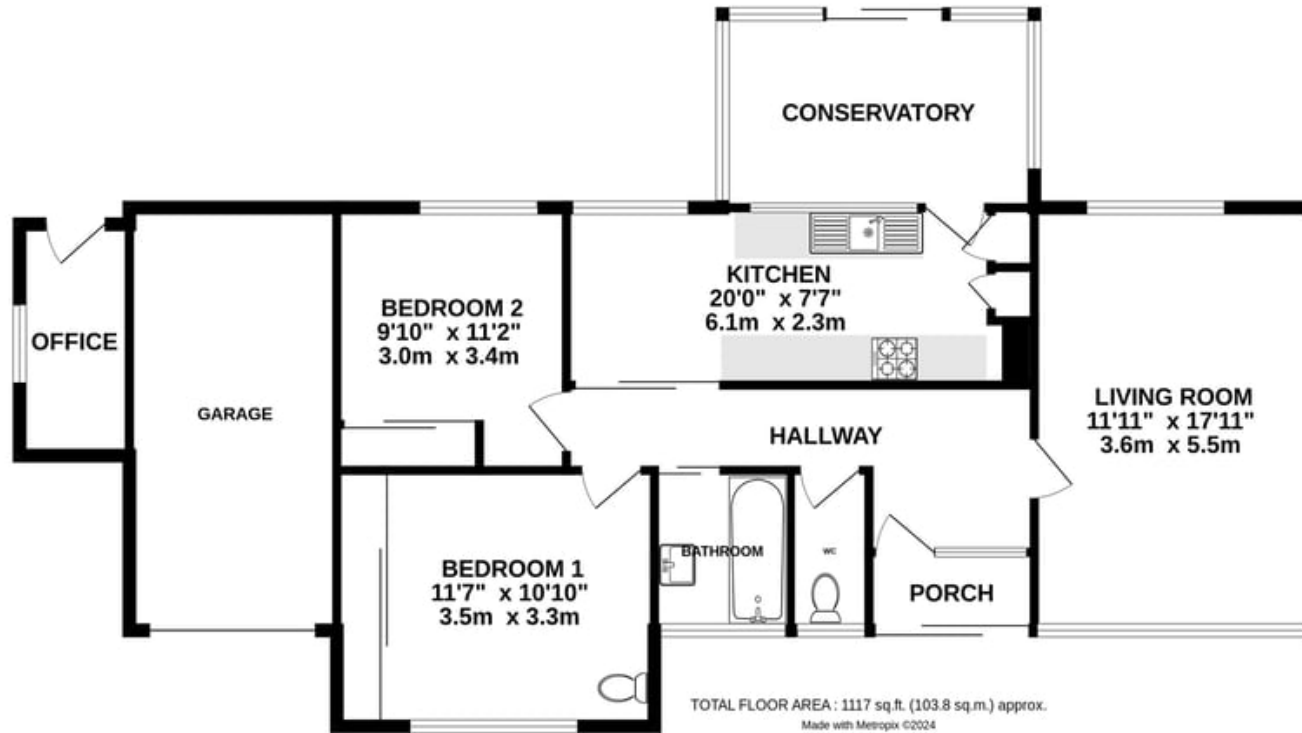 CONSERVATORY
KITCHEN
20'0" x 7'7"
6.1m x 2.3m
BEDROOM 2
9'10" x 11'2"
3.0m x 3.4m
OFFICE
GARAGE
LIVING ROOM
11'11" x 17'11"
3.6m x 5.5m
HALLWAY
BATHROOM
WC
BEDROOM 1
11'7" x 10'10"
3.5m x 3.3m
PORCH
TOTAL FLOOR AREA : 1117 sq.ft. (103.8 sq.m.) approx.
Made with Metropix ©2024